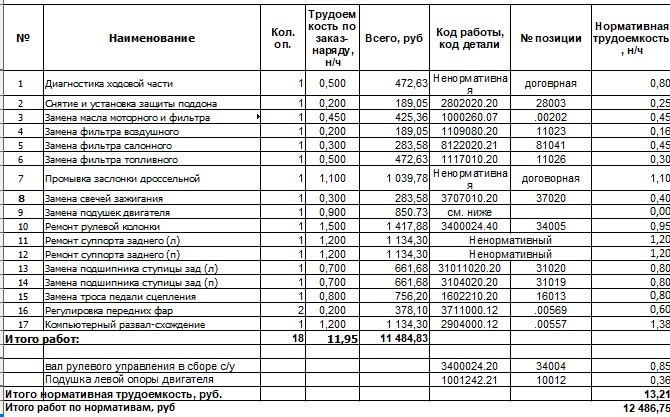 № Наименование Кол. оп. Трудоем кость по заказ-наряду, н/ч Всего, руб Код работы, код детали № позиции Нормативная трудоемкость, н/ч
1 Диагностика ходовой части 1 0,500 472,63 Ненормативная договрная 0,80
2 Снятие и установка защиты поддона 1 0,200 189,05 2802020.20 28003 0,25
3 Замена масла моторного и фильтра 1 0,450 425,36 1000260.07 .00202 0,45
4 Замена фильтра воздушного 1 0,200 189,05 1109080.20 11023 0,16
5 Замена фильтра салонного 1 0,300 283,58 8122020.21 81041 0,45
6 Замена фильтра топливного 1 0,500 472,63 1117010.20 11026 0,30
7 Промывка заслонки дроссельной 1 1,100 1 039,78 Ненормативная договорная 1,10
8 Замена свечей зажигания 1 0,300 283,58 3707010.20 37020 0,40
9 Замена подушек двигателя 1 0,900 850.73 см. ниже 0,00
10 Ремонт рулевой колонки 1 1,500 1 417,88 3400024.40 34005 0,95
11 Ремонт суппорта заднего (л) 1 1,200 1 134,30 Ненормативный 1,20
12 Ремонт суппорта заднего (п) 1 1,200 1 134,30 Ненормативный 1,20
13 Замена подшипника ступицы зад (л) 1 0,700 661,68 31011020.20 31020 0,80
14 Замена подшипника ступицы зад (п) 1 0,700 661,68 3104020.20 31019 0,80
15 Замена троса педали сцепления 1 0,800 756,20 1602210.20 16013 0,80
16 Регулировка передних фар 2 0,200 378,10 3711000.12 .00569 0,60
17 Компьютерный развал-схождение 1 1,200 1 134,30 2904000.12 .00557 1,38
Итого работ: 18 11,95 11 484,83
вал рулевого управления в сборе с/у 3400024.20 34004 0,85
Подушка левой опоры двигателя 1001242.21 10012 0,36
Итого нормативная трудоемкость, руб. 13,21
Итого работ по нормативам, руб 12 486,75